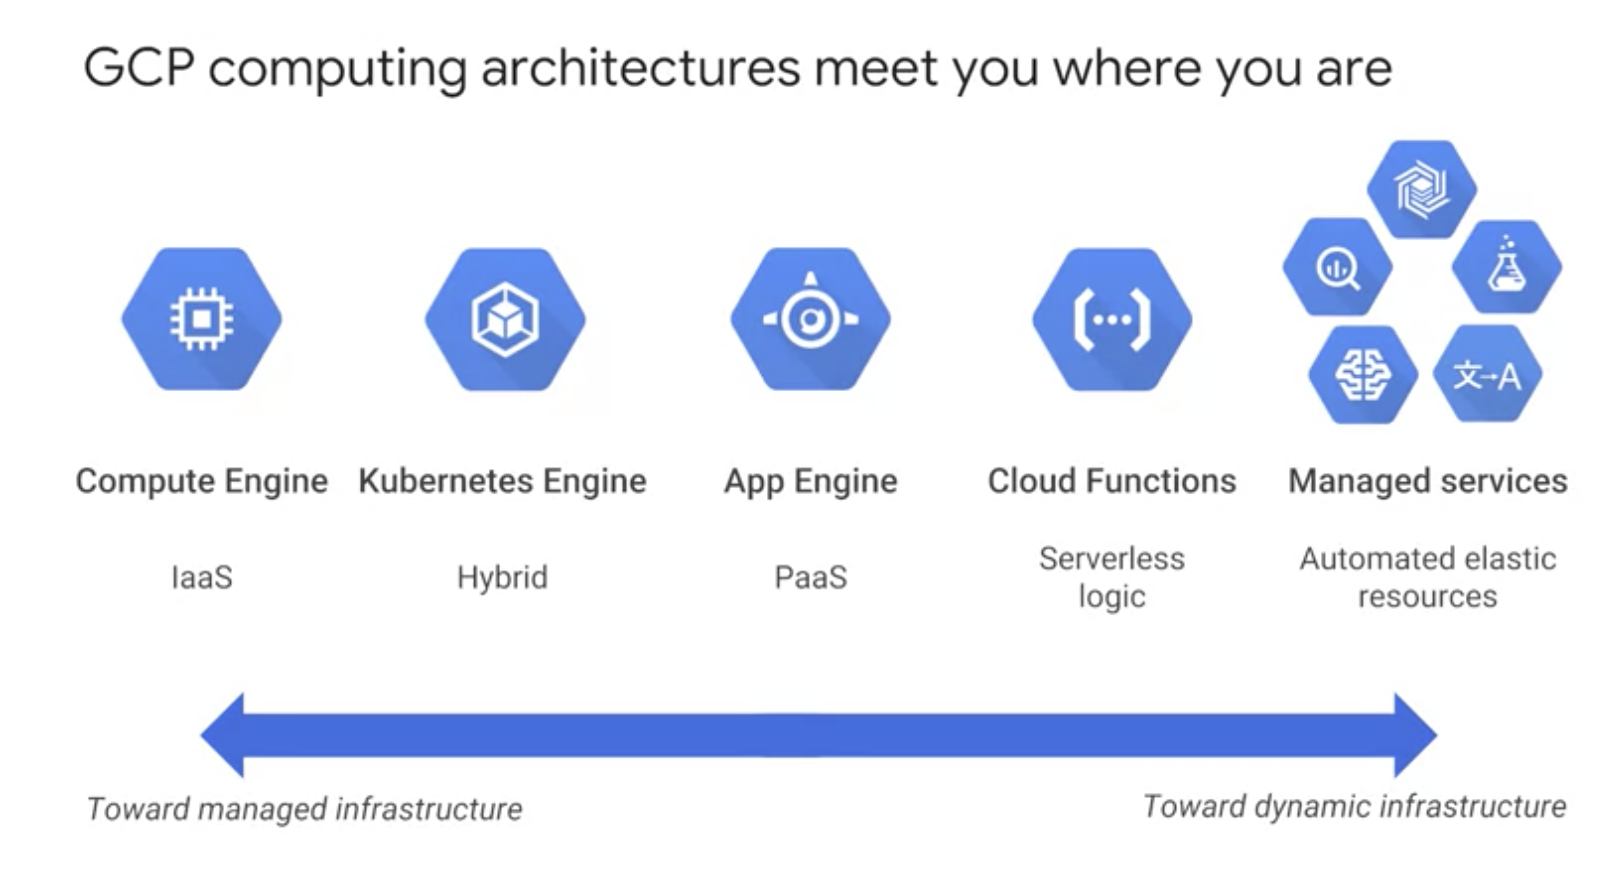 GCP computing architectures meet you where you are
文→A
Compute Engine
Kubernetes Engine
App Engine
Cloud Functions
Managed services
IaaS
Hybrid
PaaS
Serverless
logic
Automated elastic
resources
Toward managed infrastructure
Toward dynamic infrastructure